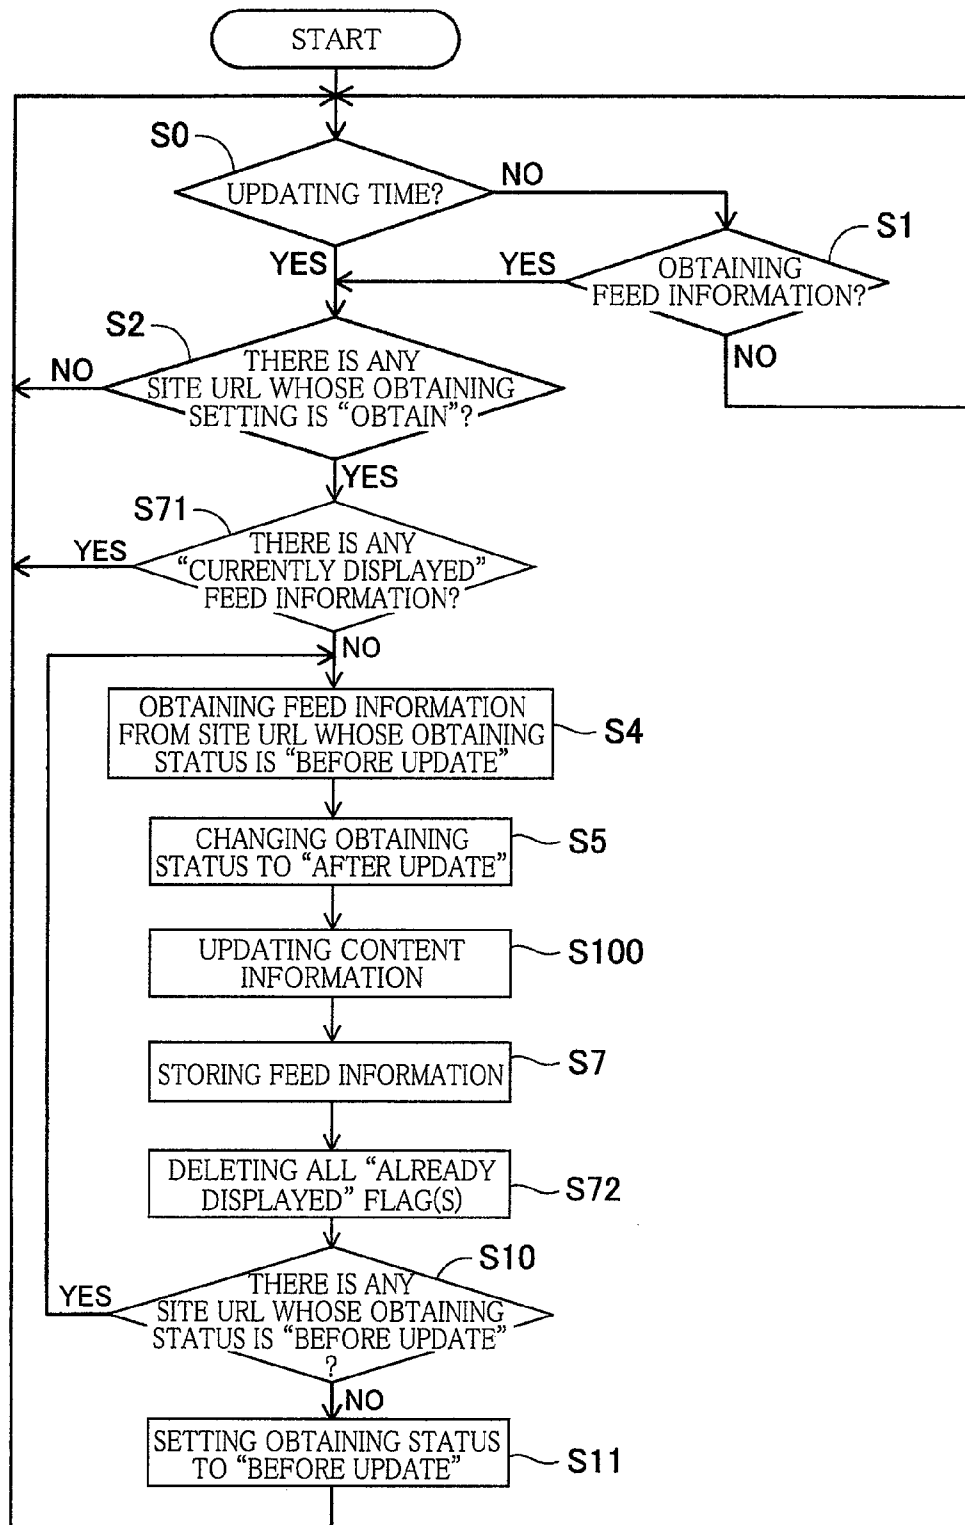 START
S0
UPDATING TIME?
NO
YES
S1
OBTAINING
FEED INFORMATION?
YES
NO
S2
THERE IS ANY
SITE URL WHOSE OBTAINING
SETTING IS “OBTAIN”?
NO
YES
S71
THERE IS ANY
“CURRENTLY DISPLAYED”
FEED INFORMATION?
YES
NO
OBTAINING FEED INFORMATION
FROM SITE URL WHOSE OBTAINING
STATUS IS “BEFORE UPDATE”
S4
CHANGING OBTAINING
STATUS TO “AFTER UPDATE”
S5
UPDATING CONTENT
INFORMATION
S100
STORING FEED INFORMATION
S7
DELETING ALL “ALREADY
DISPLAYED” FLAG(S)
S72
S10
THERE IS ANY
SITE URL WHOSE OBTAINING
STATUS IS “BEFORE UPDATE”
?
YES
NO
SETTING OBTAINING STATUS
TO “BEFORE UPDATE”
S11